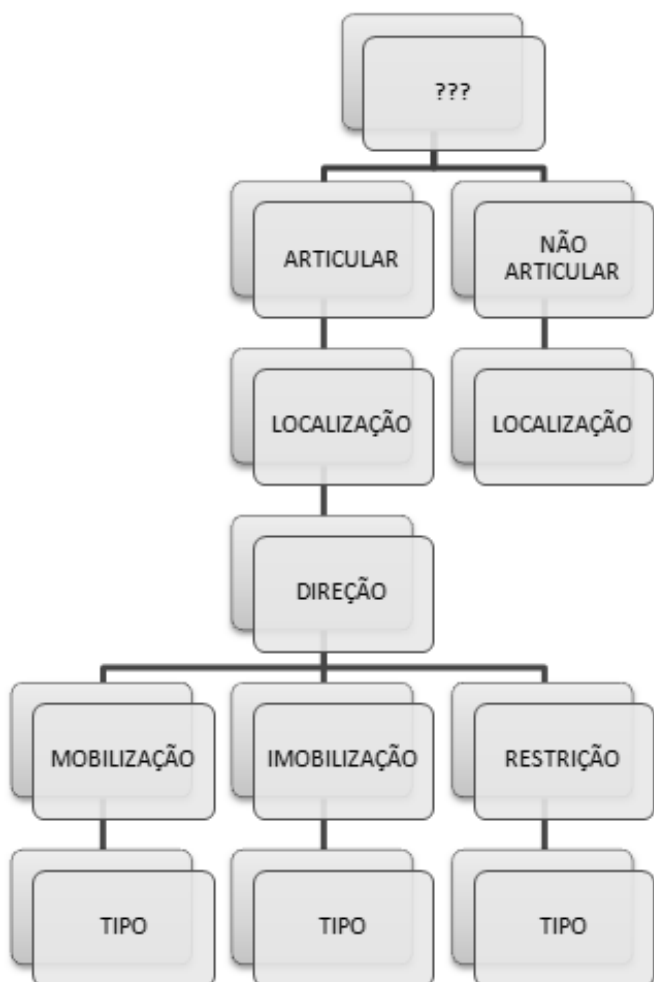 ???
ARTICULAR
NÃO
ARTICULAR
LOCALIZAÇÃO
LOCALIZAÇÃO
DIREÇÃO
MOBILIZAÇÃO
IMOBILIZAÇÃO
RESTRIÇÃO
TIPO
TIPO
TIPO